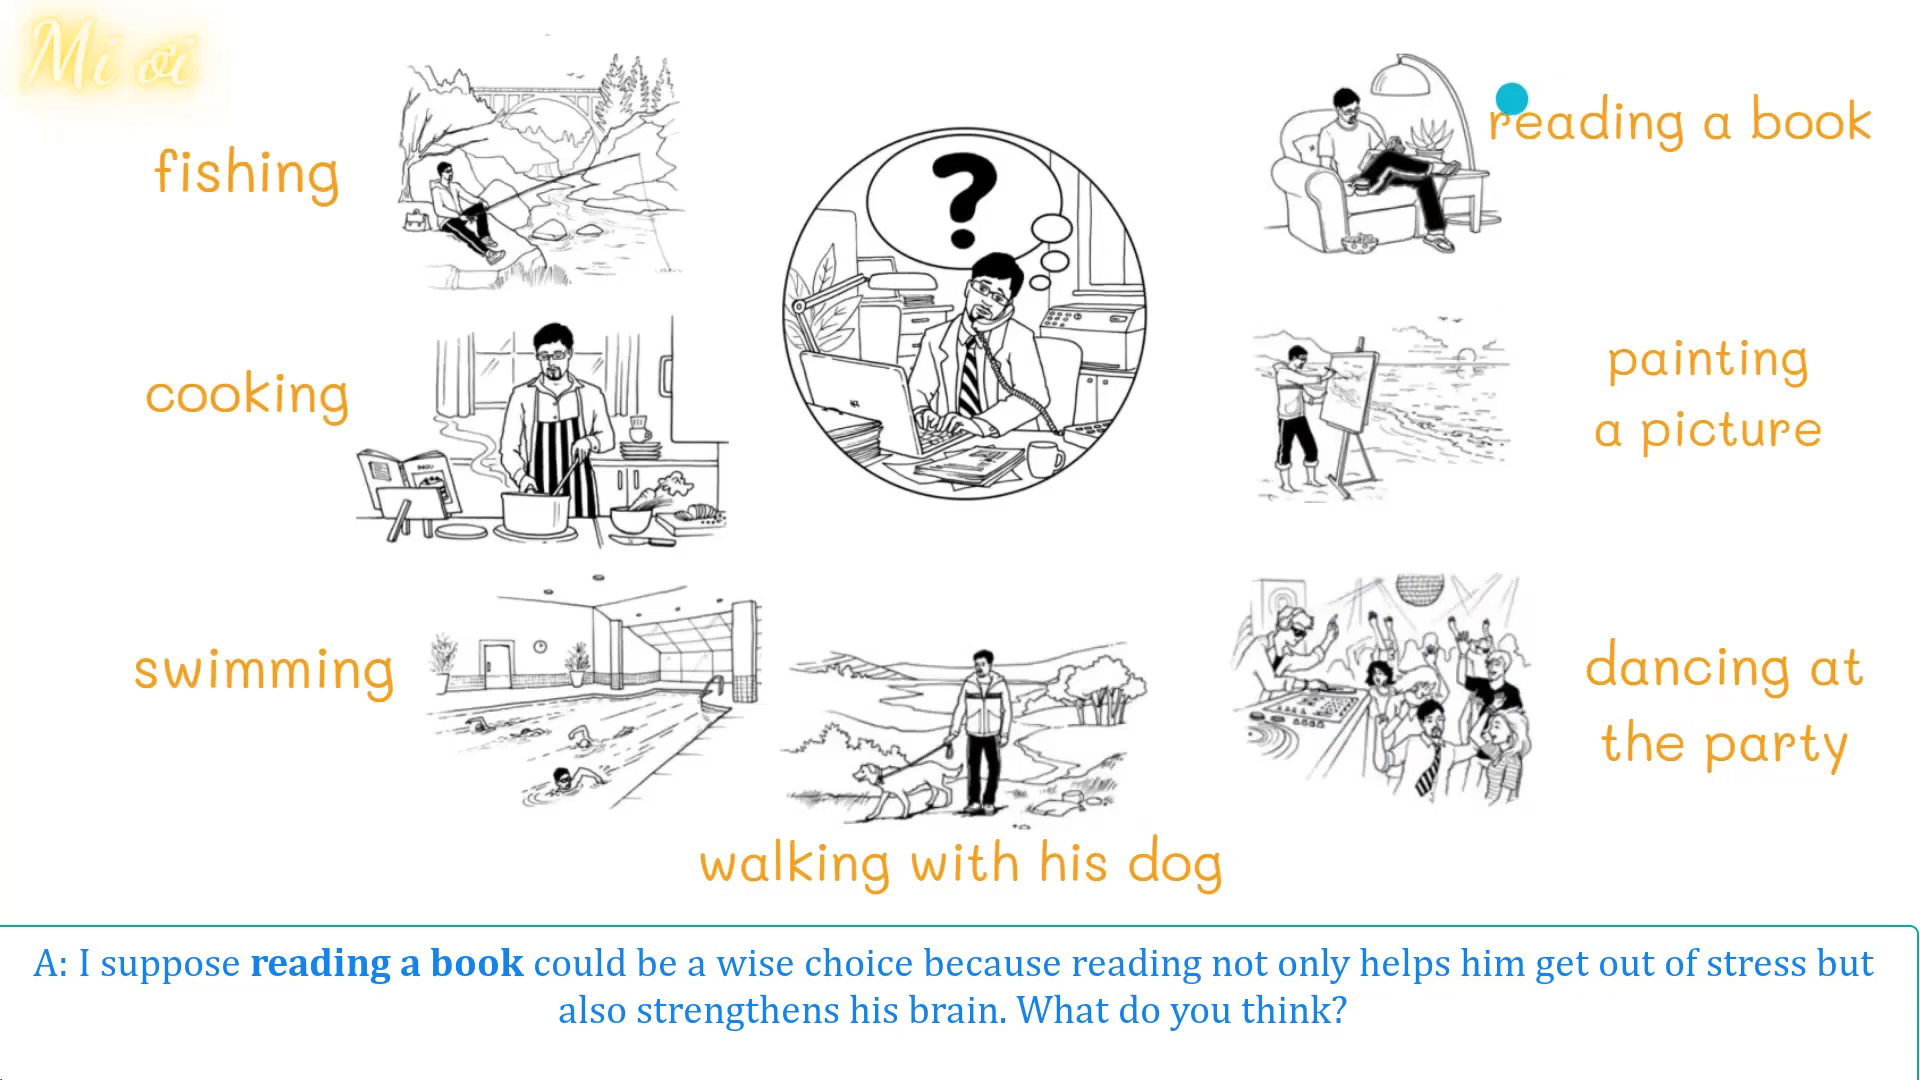 Mi ơi
fishing
reading a book
cooking
painting
a picture
?
swimming
dancing at
the party
walking with his dog
A: I suppose reading a book could be a wise choice because reading not only helps him get out of stress but
also strengthens his brain. What do you think?